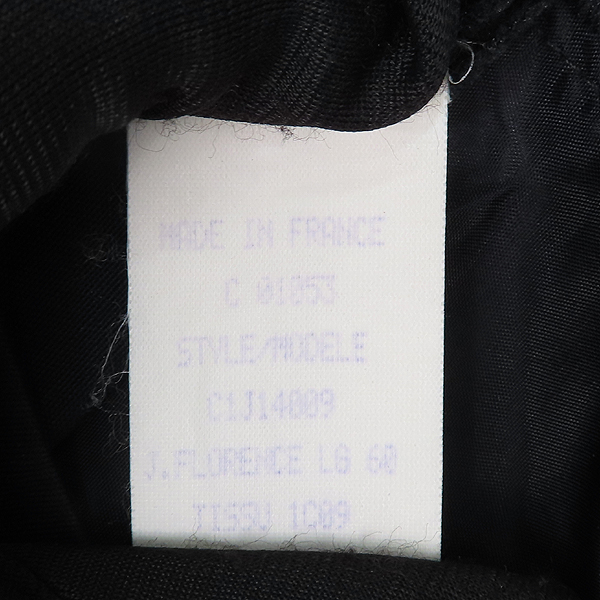 MADE IN FRANCE
C 01053
STYLE/MODELE
C1J14009
J.FLORENCE LG 60
TISSU 1C09